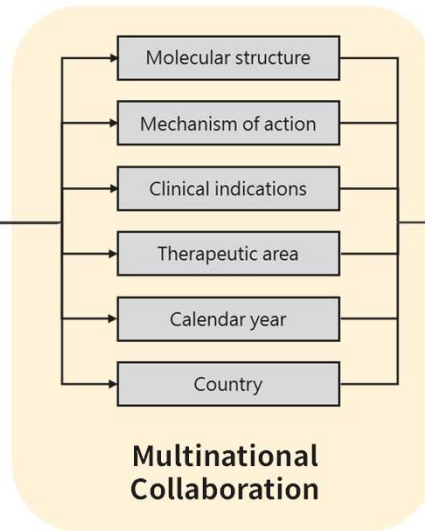 Molecular structure
Mechanism of action
Clinical indications
Therapeutic area
Calendar year
Country
Multinational
Collaboration